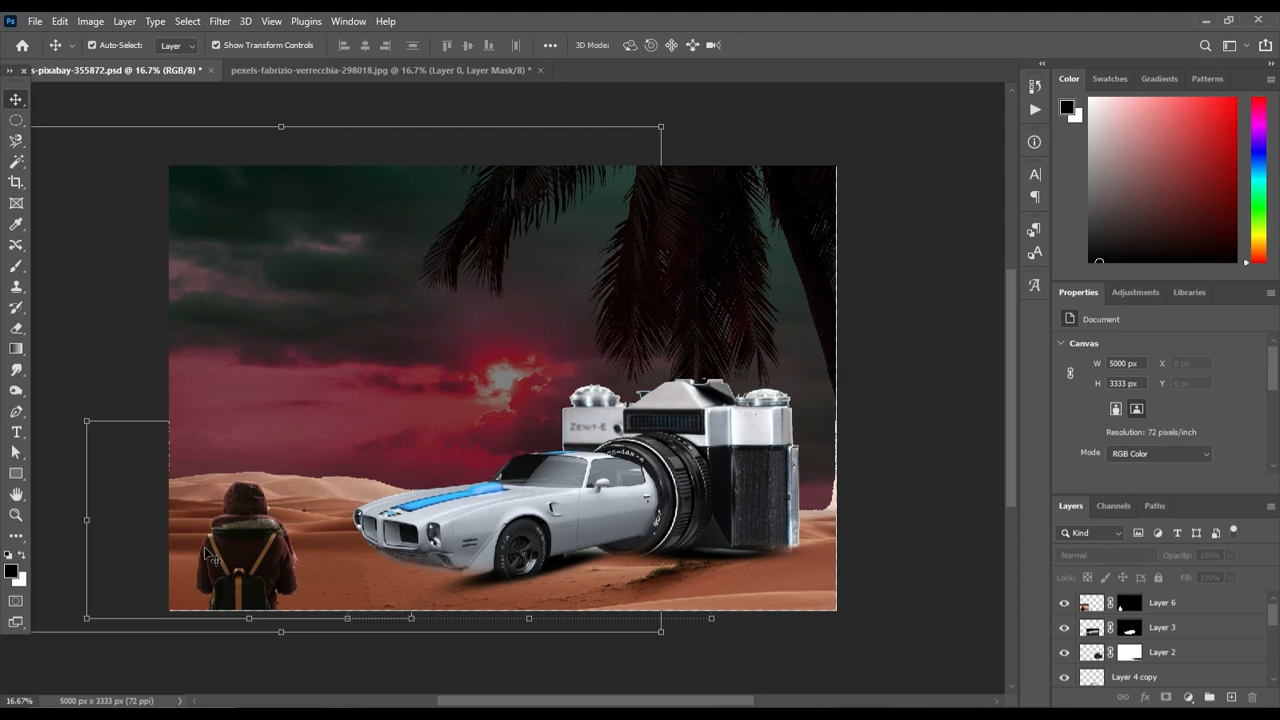 Ps File Edit Image Layer Type Select Filter 3D View Plugins Window Help
Auto-Select: Layer Show Transform Controls 3D Mode:
s-pixabay-355872.psd @ 16.7% (RGB/8) * × pexels-fabrizio-verrecchia-298018.jpg @ 16.7% (Layer 0, Layer Mask/8) * ×
Color Swatches Gradients Patterns
Properties Adjustments Libraries
Document
Canvas
W 5000 px X 0 px
H 3333 px Y 0 px
Resolution: 72 pixels/inch
Mode RGB Color
ZENIT-E
Layers Channels Paths
Kind
Normal Opacity: 100%
Lock: Fill: 100%
Layer 6
Layer 3
Layer 2
Layer 4 copy
16.67% 5000 px x 3333 px (72 ppi)